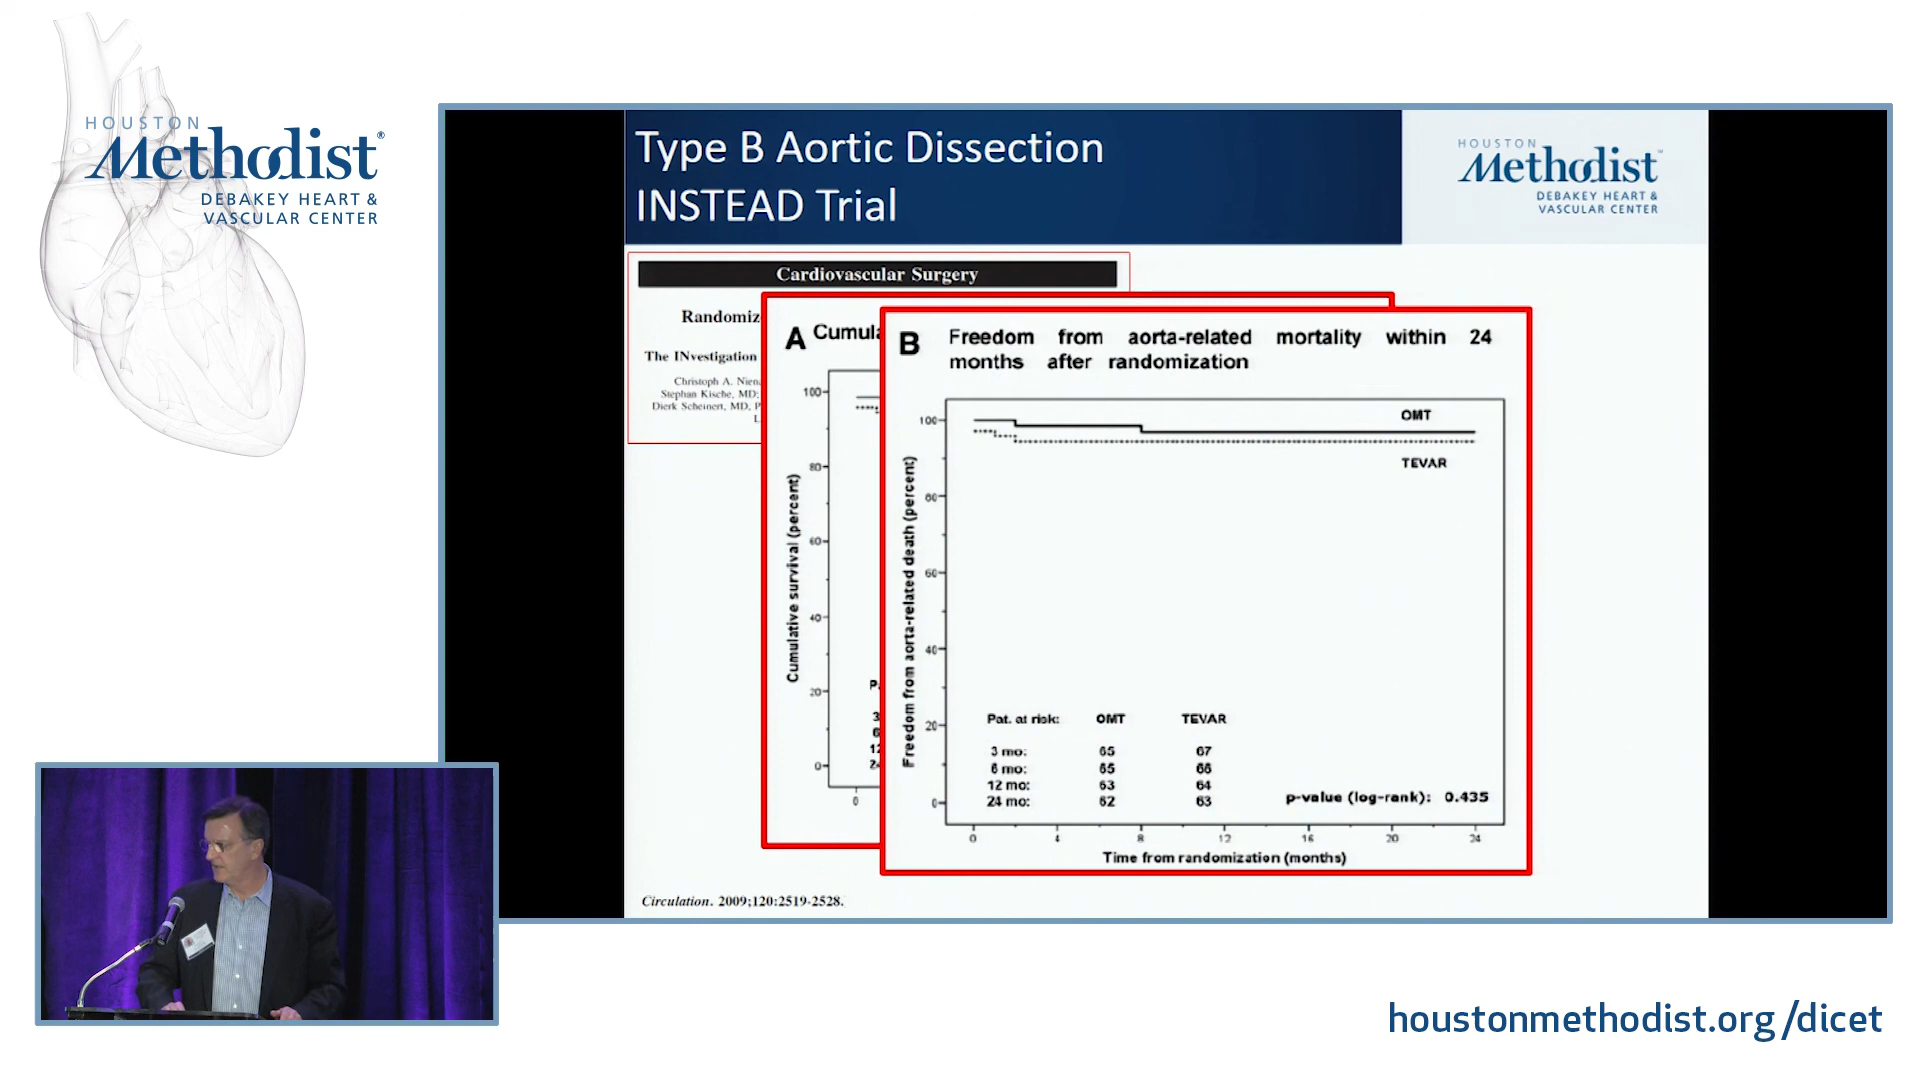 HOUSTON
Methodist®
DEBAKEY HEART &
VASCULAR CENTER
Type B Aortic Dissection
INSTEAD Trial
HOUSTON
Methodist
DEBAKEY HEART &
VASCULAR CENTER
Cardiovascular Surgery
Randomiz
The INvestigation
Christoph A. Nien
Stephan Kische, MD;
Dierk Scheinert, MD, P
L
A Cumula
Cumulative survival (percent)
100
80
60
40
20
0
P
3
6
12
24
0
B Freedom from aorta-related mortality within 24
months after randomization
Freedom from aorta-related death (percent)
100
80
60
40
20
0
OMT
TEVAR
Pat. at risk: OMT TEVAR
3 mo: 65 67
6 mo: 65 66
12 mo: 63 64
24 mo: 62 63
p-value (log-rank): 0.435
0 4 8 12 16 20 24
Time from randomization (months)
Circulation. 2009;120:2519-2528.
houstonmethodist.org/dicet